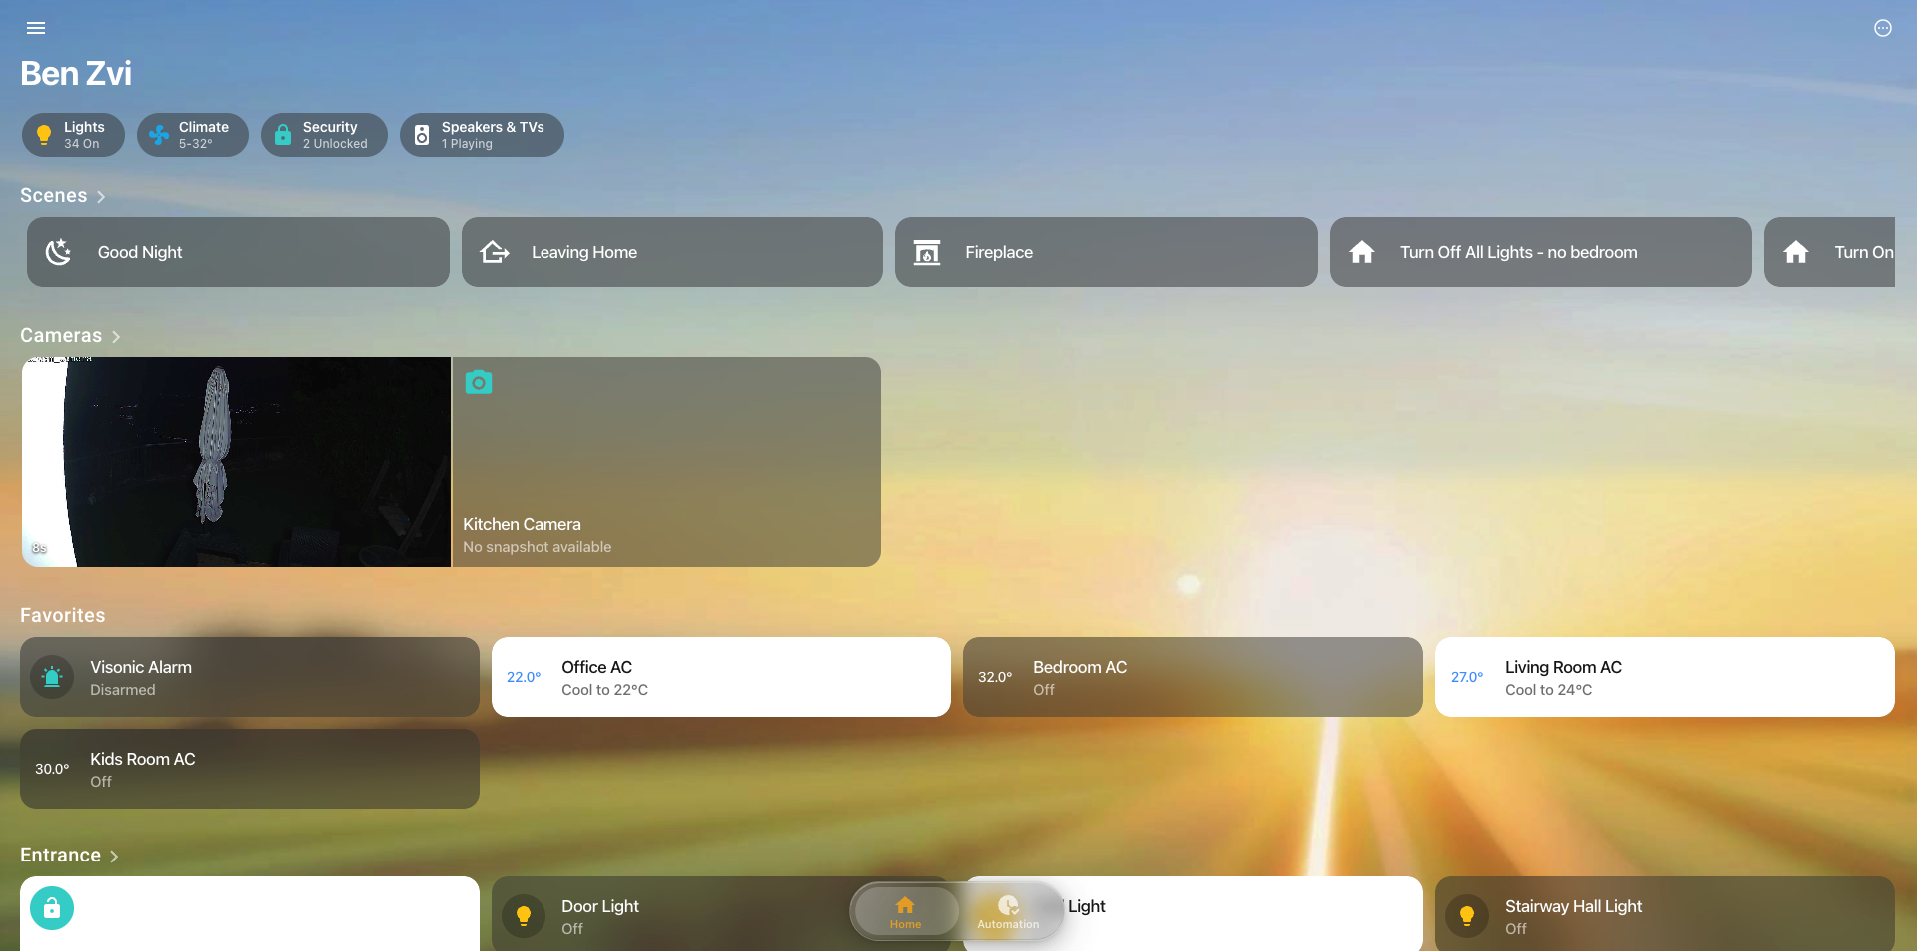 Ben Zvi
Lights
34 On
Climate
5-32°
Security
2 Unlocked
Speakers & TVs
1 Playing
Scenes
Good Night
Leaving Home
Fireplace
Turn Off All Lights - no bedroom
Turn On
Cameras
8s
Kitchen Camera
No snapshot available
Favorites
Visonic Alarm
Disarmed
22.0°
Office AC
Cool to 22°C
32.0°
Bedroom AC
Off
27.0°
Living Room AC
Cool to 24°C
30.0°
Kids Room AC
Off
Entrance
Door Light
Off
Light
Stairway Hall Light
Off
Home
Automation